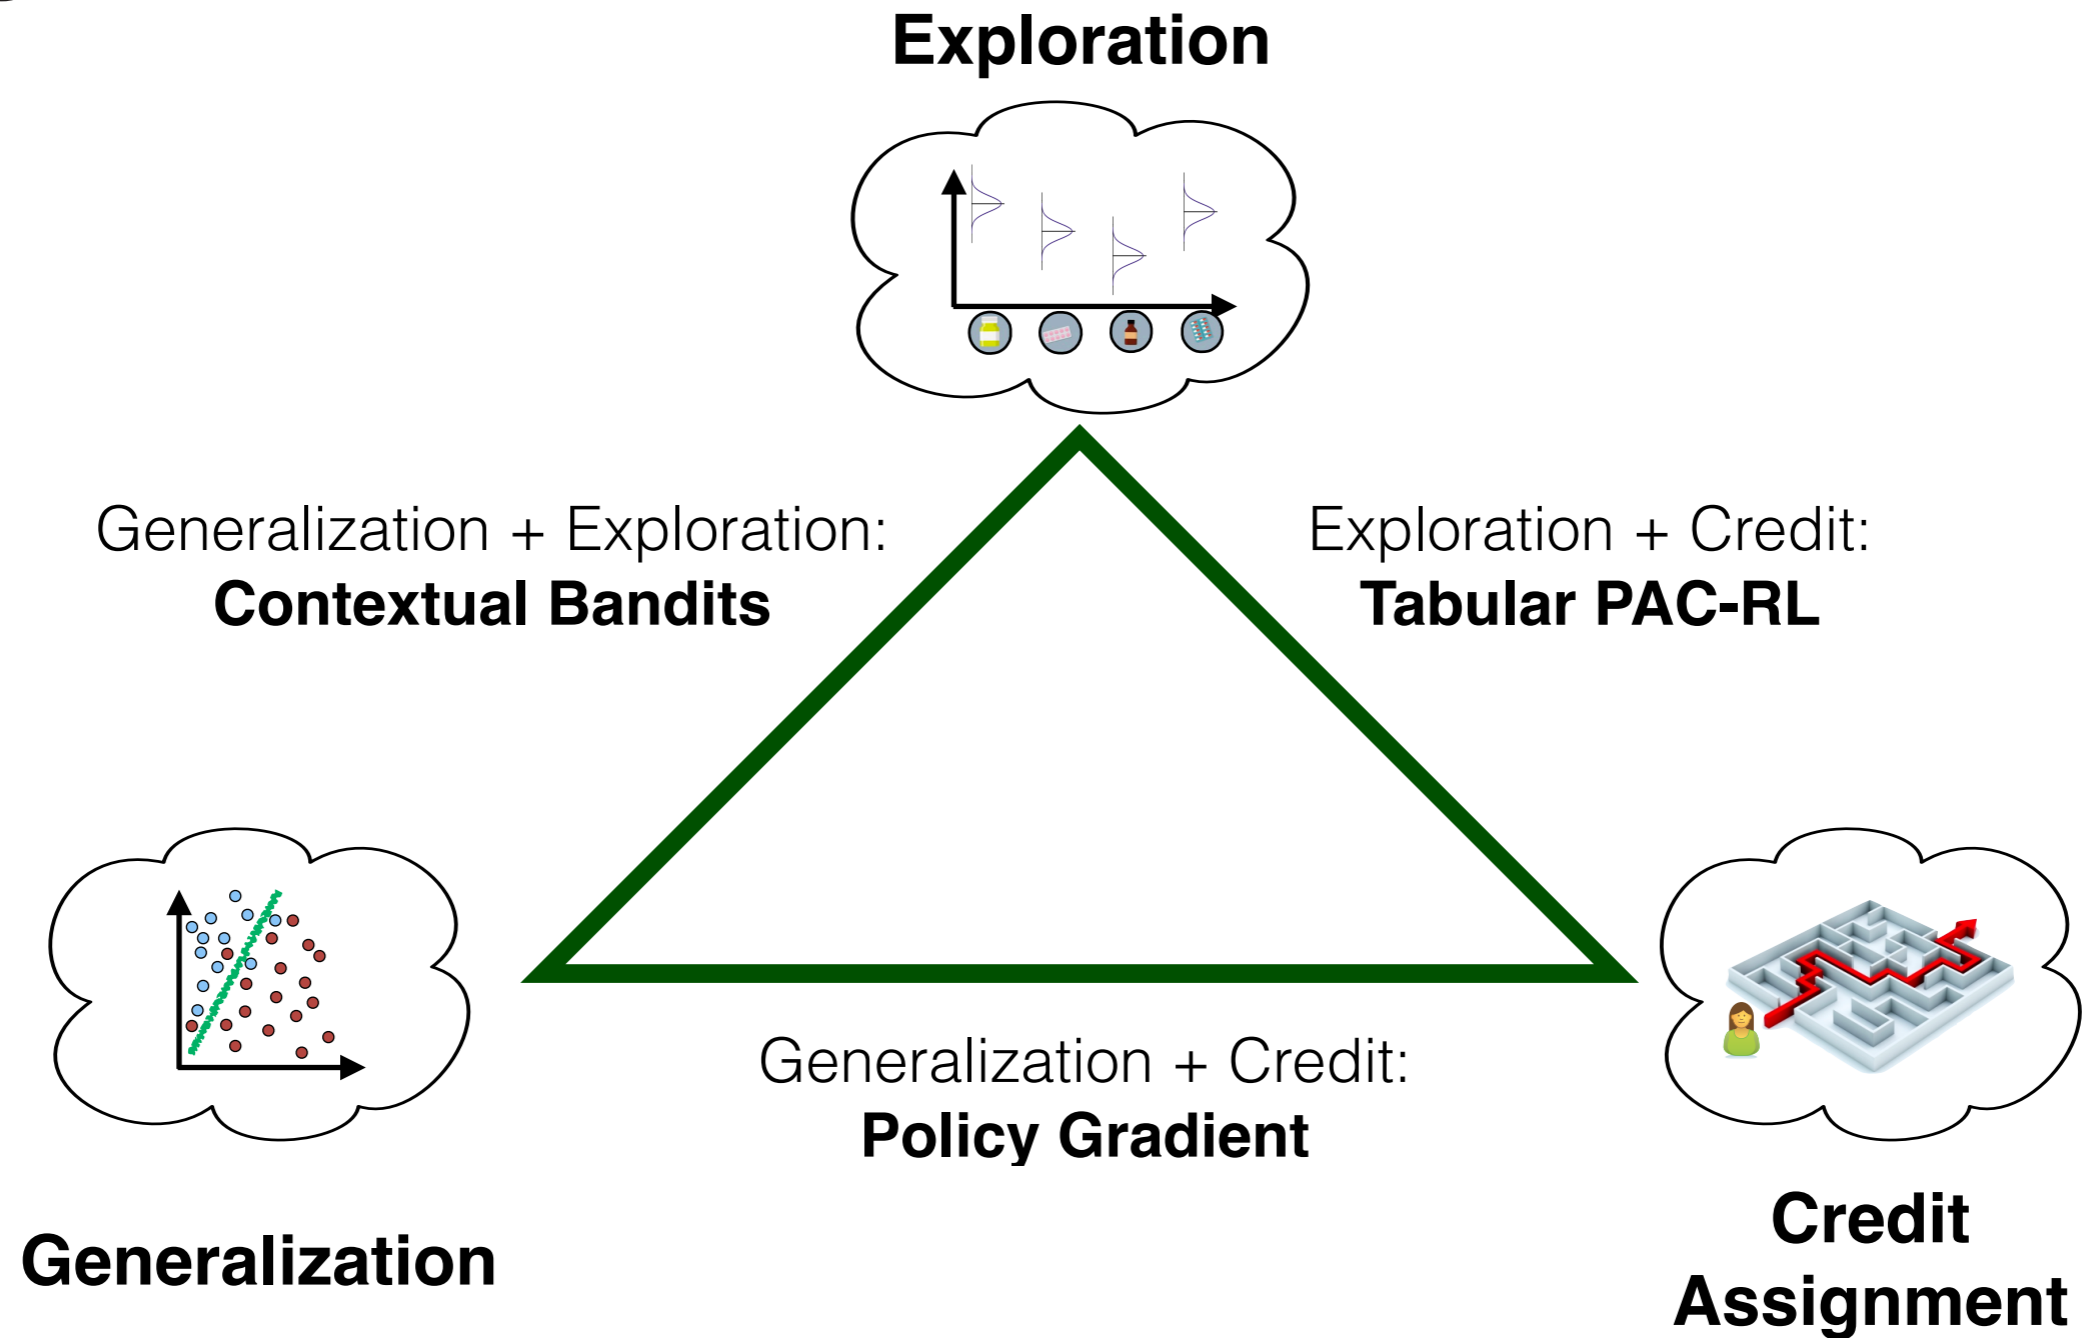 Exploration
Generalization + Exploration:
Contextual Bandits
Exploration + Credit:
Tabular PAC-RL
Generalization + Credit:
Policy Gradient
Generalization
Credit
Assignment